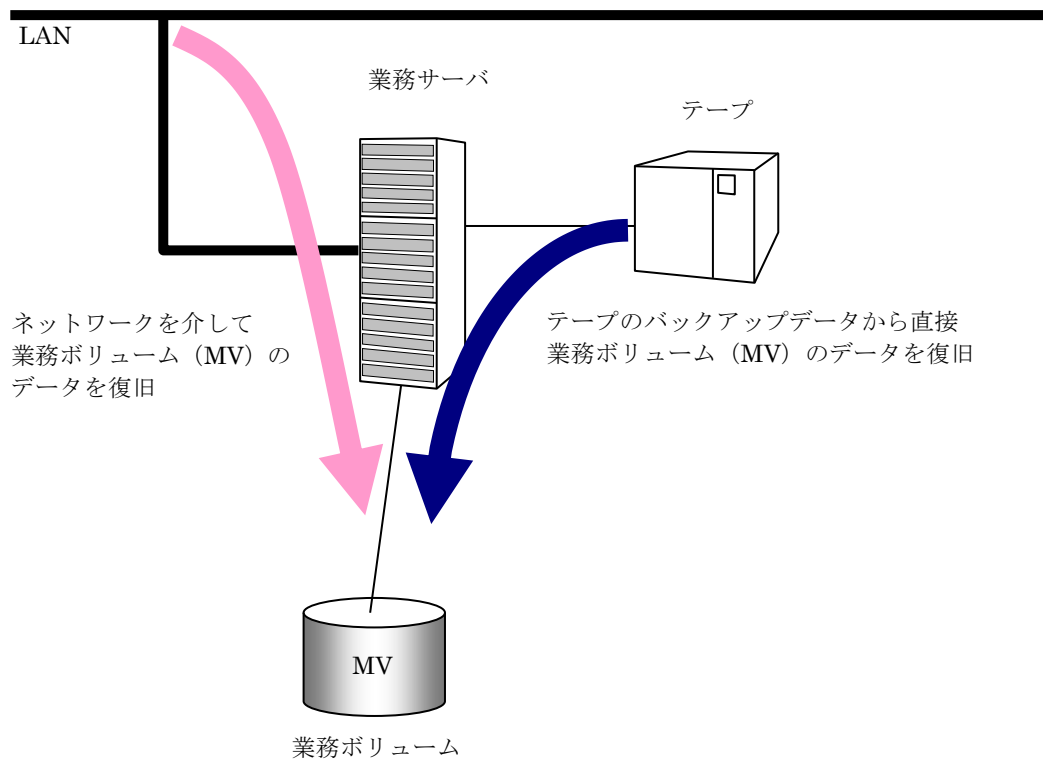 LAN
業務サーバ
テープ
ネットワークを介して
業務ボリューム（MV）の
データを復旧
テープのバックアップデータから直接
業務ボリューム（MV）のデータを復旧
MV
業務ボリューム